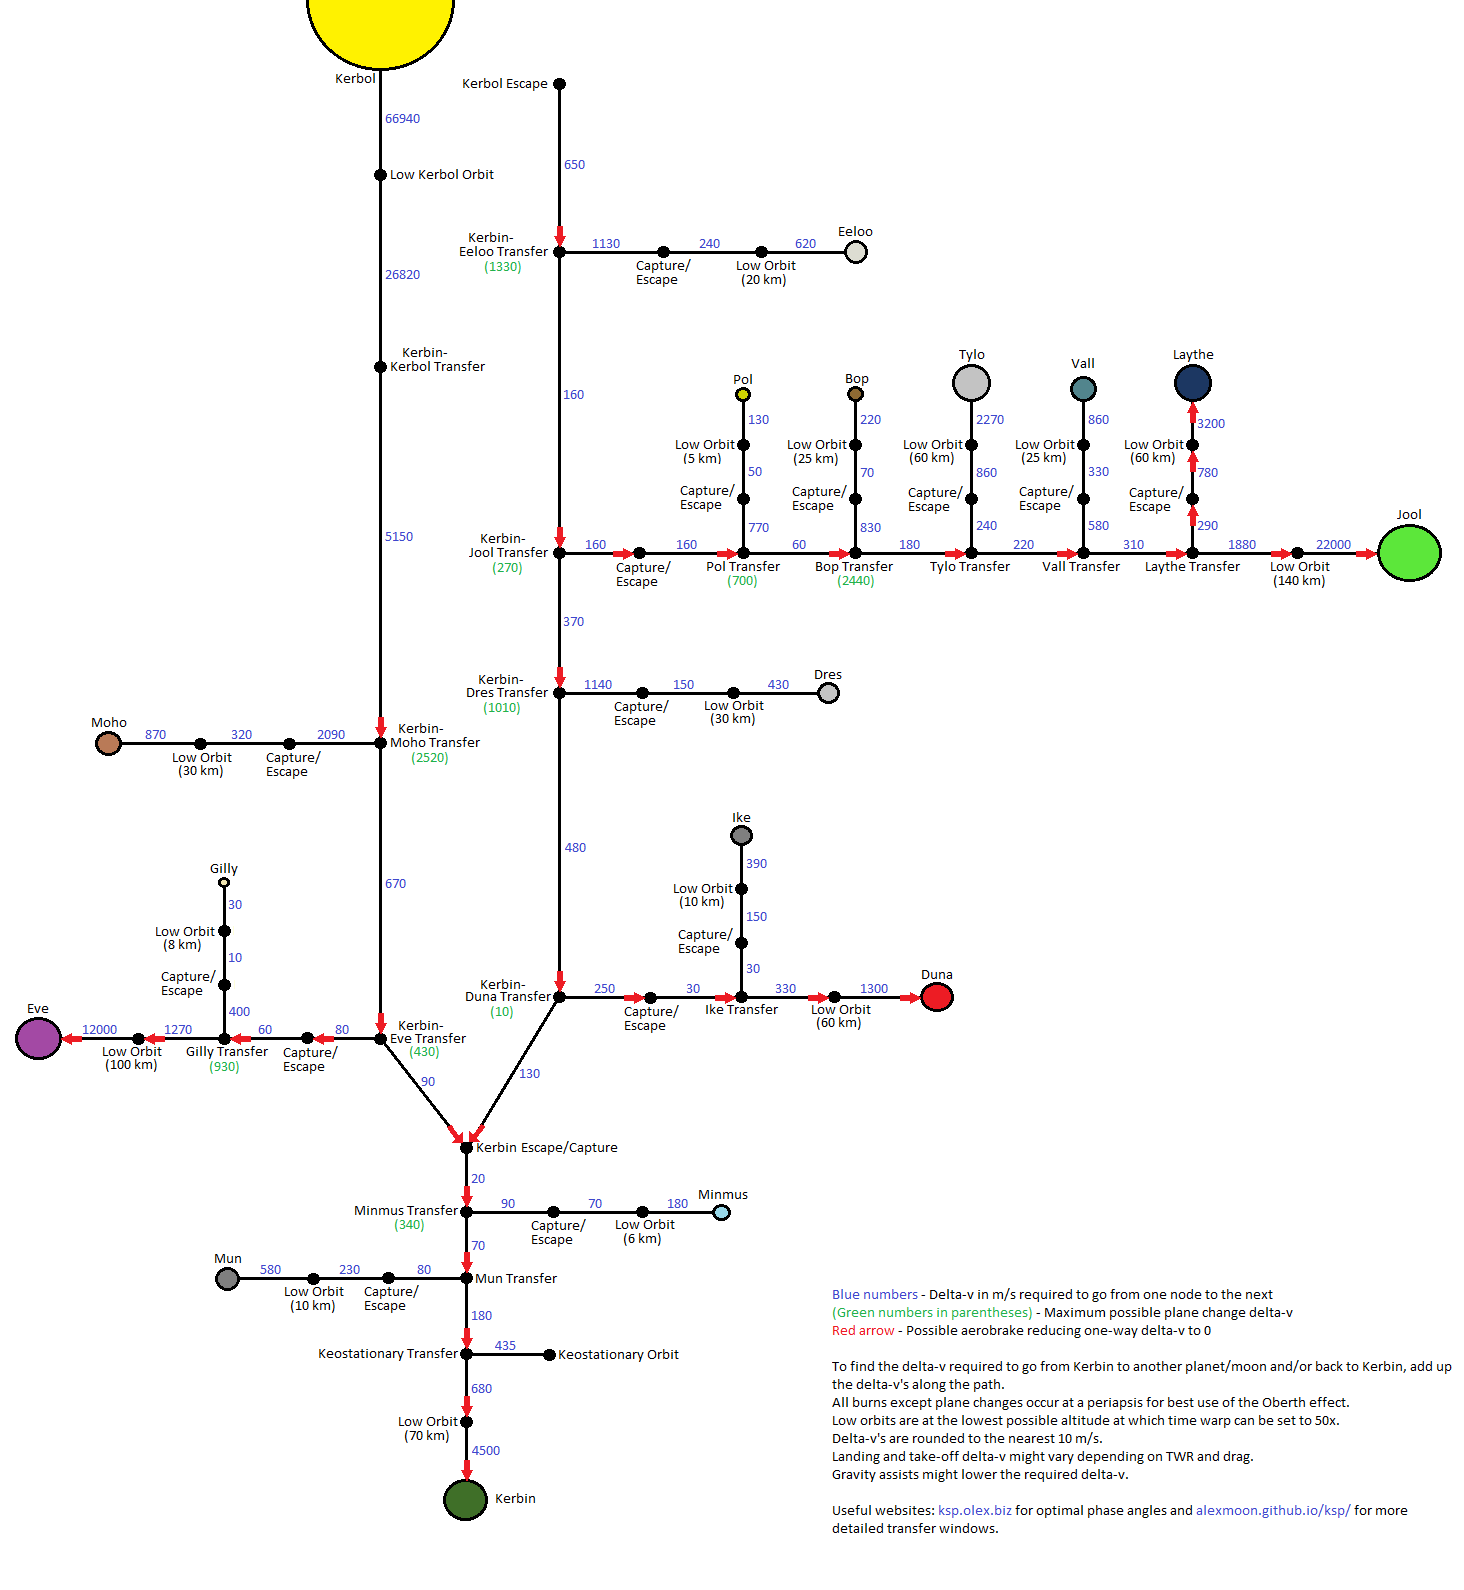 Kerbol
66940
Low Kerbol Orbit
26820
Kerbin-
Kerbol Transfer
5150
Kerbol Escape
650
Kerbin-
Eeloo Transfer
(1330)
1130
Capture/
Escape
240
Low Orbit
(20 km)
620
Eeloo
160
Kerbin-
Jool Transfer
(270)
160
Capture/
Escape
160
Pol Transfer
(700)
770
Capture/
Escape
50
Low Orbit
(5 km)
130
Pol
60
Bop Transfer
(2440)
830
Capture/
Escape
70
Low Orbit
(25 km)
220
Bop
180
Tylo Transfer
240
Capture/
Escape
860
Low Orbit
(60 km)
2270
Tylo
220
Vall Transfer
580
Capture/
Escape
330
Low Orbit
(25 km)
860
Vall
310
Laythe Transfer
290
Capture/
Escape
780
Low Orbit
(60 km)
3200
Laythe
1880
Low Orbit
(140 km)
22000
Jool
370
Kerbin-
Dres Transfer
(1010)
1140
Capture/
Escape
150
Low Orbit
(30 km)
430
Dres
Moho
870
Low Orbit
(30 km)
320
Capture/
Escape
2090
Kerbin-
Moho Transfer
(2520)
670
480
Ike
390
Low Orbit
(10 km)
150
Capture/
Escape
30
Kerbin-
Duna Transfer
(10)
250
Capture/
Escape
30
Ike Transfer
330
Low Orbit
(60 km)
1300
Duna
Gilly
30
Low Orbit
(8 km)
10
Capture/
Escape
400
Eve
12000
Low Orbit
(100 km)
1270
Gilly Transfer
(930)
60
Capture/
Escape
80
Kerbin-
Eve Transfer
(430)
90
130
Kerbin Escape/Capture
20
Minmus Transfer
(340)
90
Capture/
Escape
70
Low Orbit
(6 km)
180
Minmus
70
Mun
580
Low Orbit
(10 km)
230
Capture/
Escape
80
Mun Transfer
180
Keostationary Transfer
435
Keostationary Orbit
680
Low Orbit
(70 km)
4500
Kerbin
Blue numbers - Delta-v in m/s required to go from one node to the next
(Green numbers in parentheses) - Maximum possible plane change delta-v
Red arrow - Possible aerobrake reducing one-way delta-v to 0
To find the delta-v required to go from Kerbin to another planet/moon and/or back to Kerbin, add up
the delta-v's along the path.
All burns except plane changes occur at a periapsis for best use of the Oberth effect.
Low orbits are at the lowest possible altitude at which time warp can be set to 50x.
Delta-v's are rounded to the nearest 10 m/s.
Landing and take-off delta-v might vary depending on TWR and drag.
Gravity assists might lower the required delta-v.
Useful websites: ksp.olex.biz for optimal phase angles and alexmoon.github.io/ksp/ for more
detailed transfer windows.